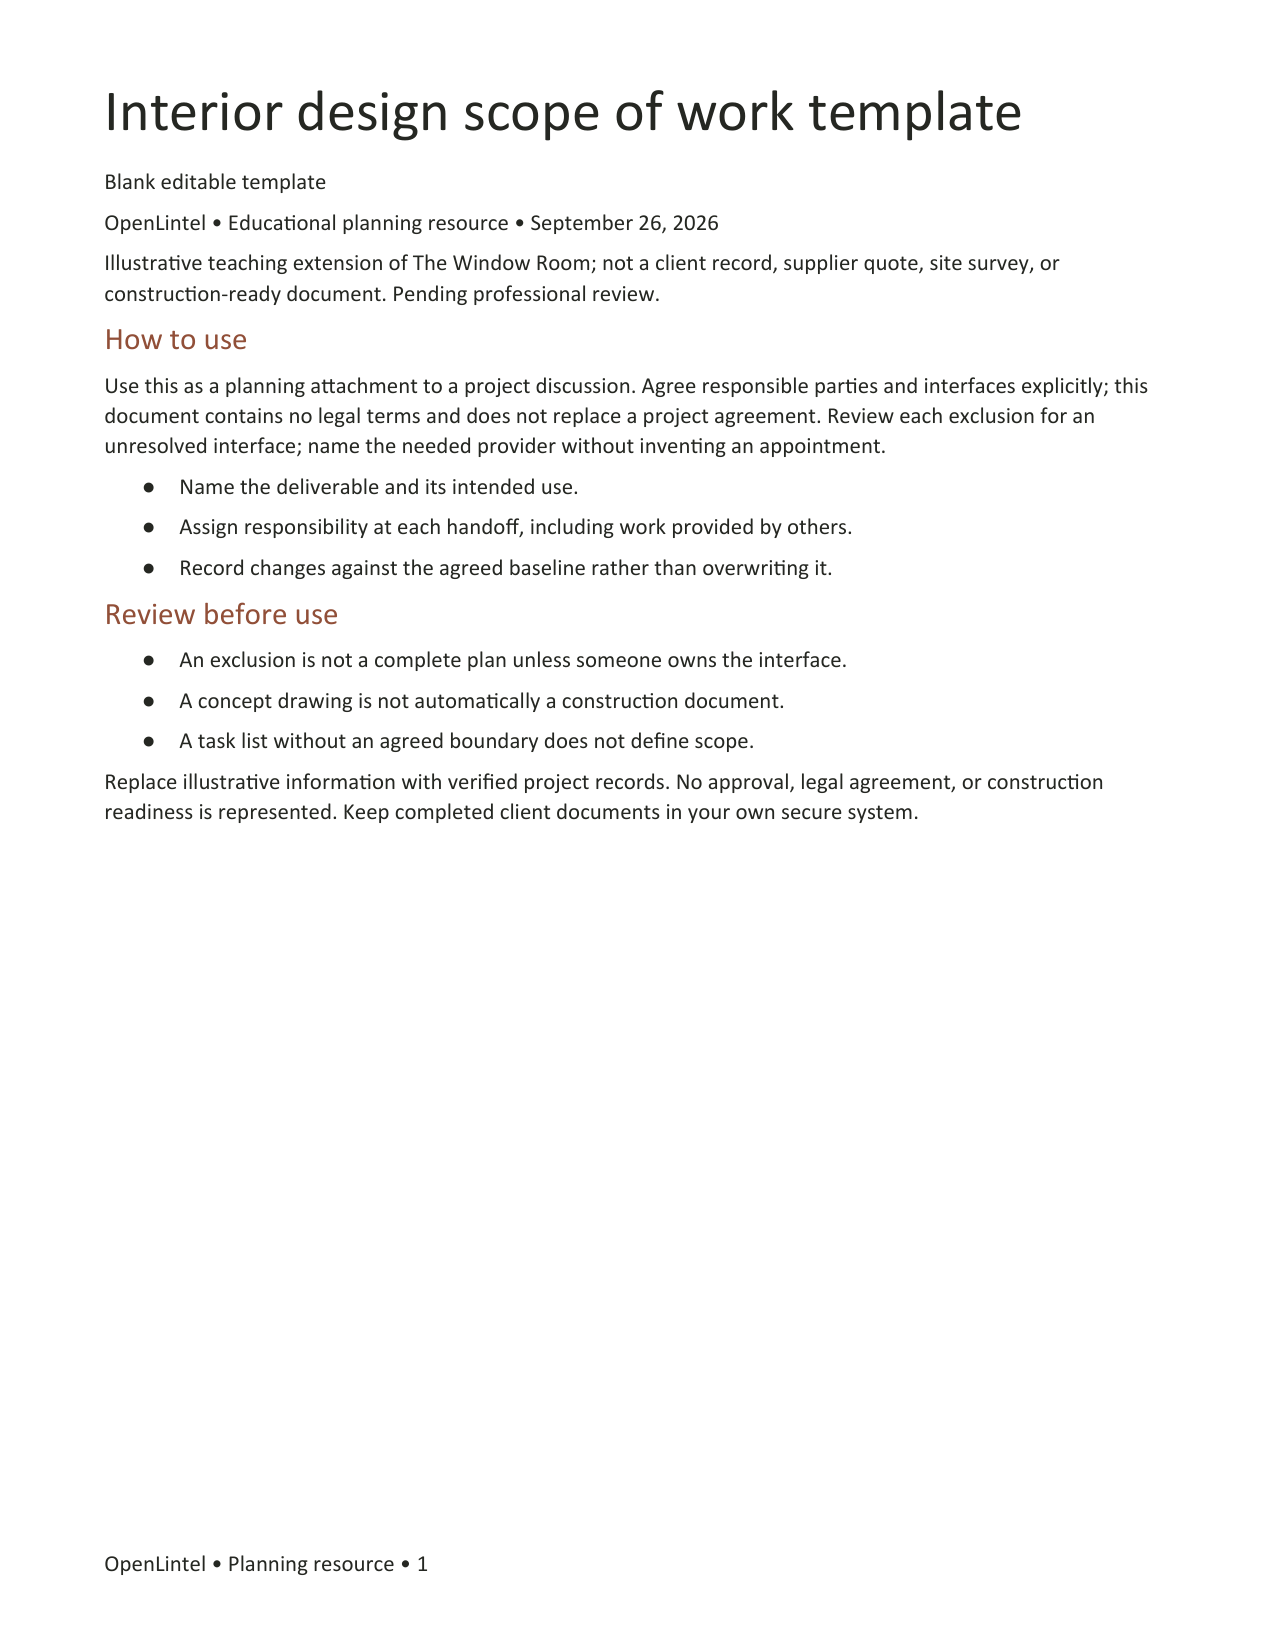 Interior design scope of work template
Blank editable template
OpenLintel • Educational planning resource • September 26, 2026
Illustrative teaching extension of The Window Room; not a client record, supplier quote, site survey, or
construction-ready document. Pending professional review.
How to use
Use this as a planning attachment to a project discussion. Agree responsible parties and interfaces explicitly; this
document contains no legal terms and does not replace a project agreement. Review each exclusion for an
unresolved interface; name the needed provider without inventing an appointment.
● Name the deliverable and its intended use.
● Assign responsibility at each handoff, including work provided by others.
● Record changes against the agreed baseline rather than overwriting it.
Review before use
● An exclusion is not a complete plan unless someone owns the interface.
● A concept drawing is not automatically a construction document.
● A task list without an agreed boundary does not define scope.
Replace illustrative information with verified project records. No approval, legal agreement, or construction
readiness is represented. Keep completed client documents in your own secure system.
OpenLintel • Planning resource • 1